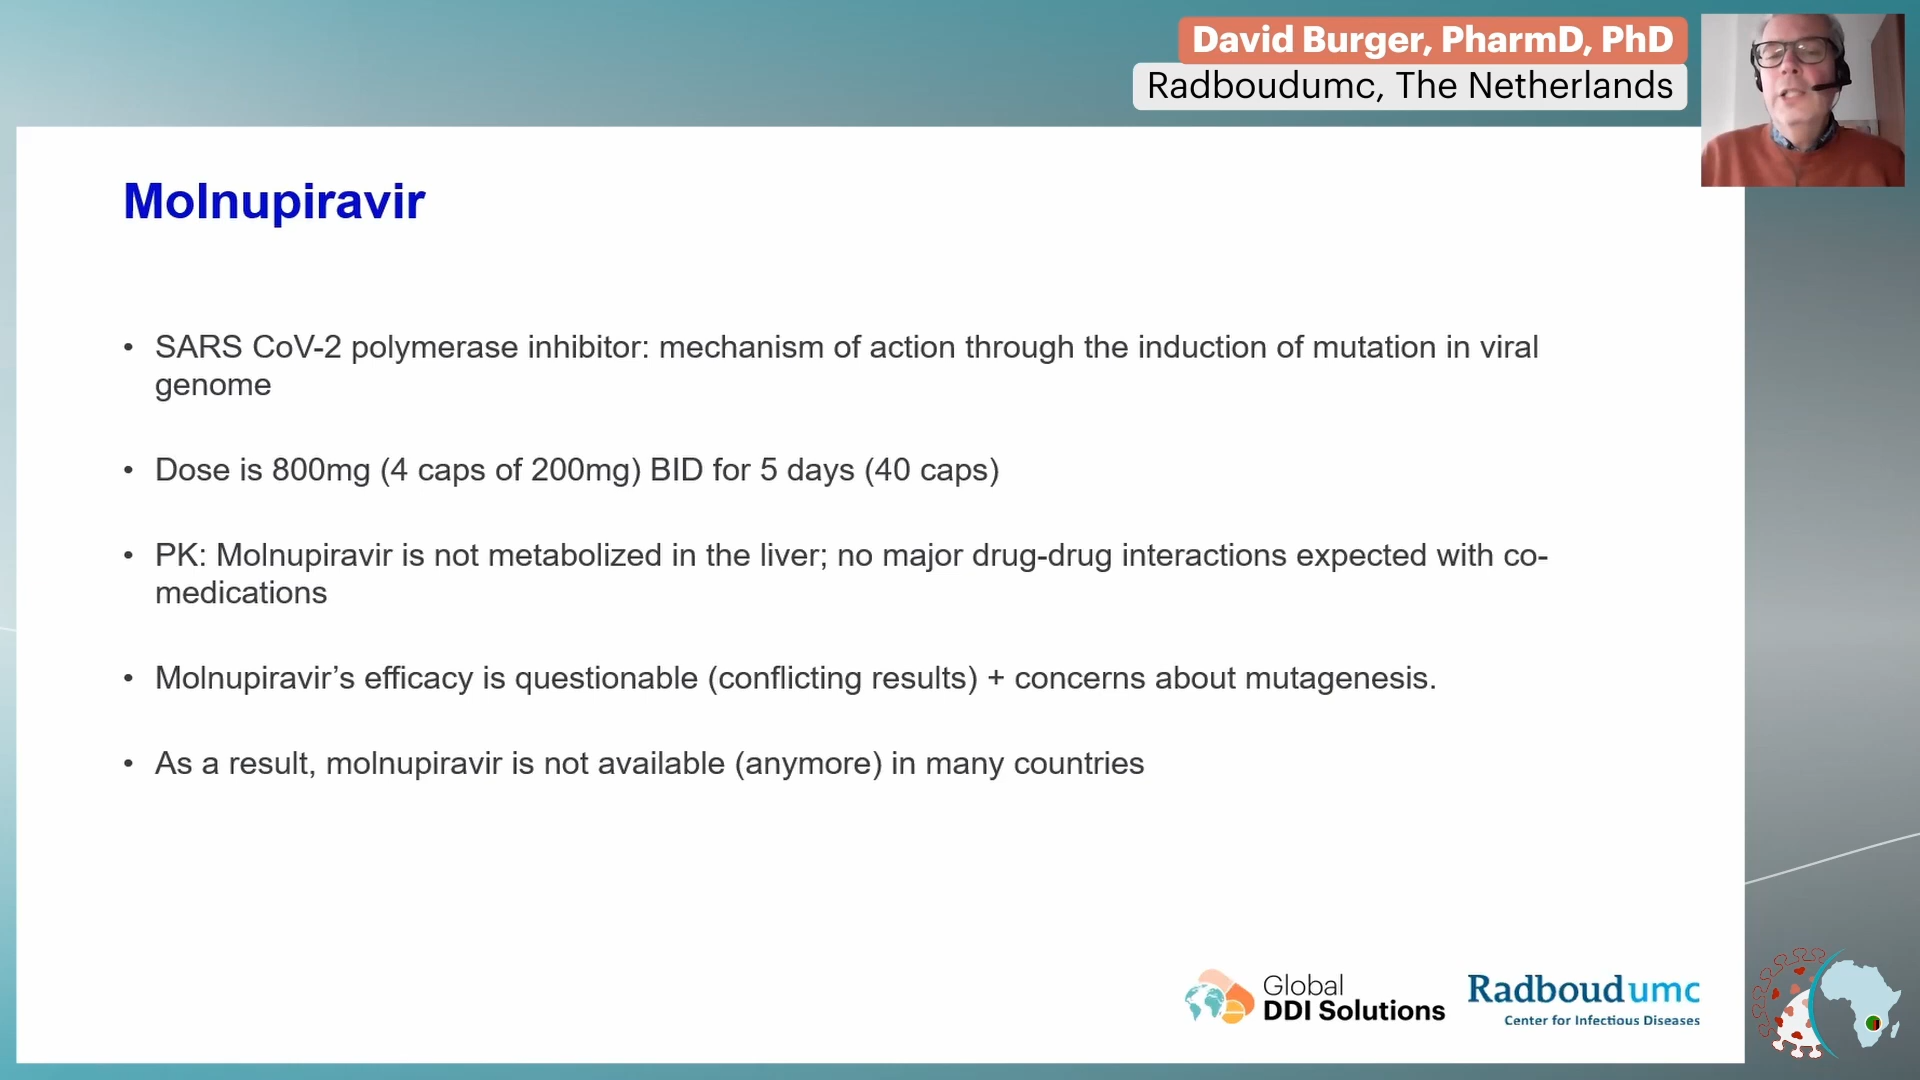 David Burger, PharmD, PhD
Radboudumc, The Netherlands
Molnupiravir
• SARS CoV-2 polymerase inhibitor: mechanism of action through the induction of mutation in viral
genome
• Dose is 800mg (4 caps of 200mg) BID for 5 days (40 caps)
• PK: Molnupiravir is not metabolized in the liver; no major drug-drug interactions expected with co-
medications
• Molnupiravir’s efficacy is questionable (conflicting results) + concerns about mutagenesis.
• As a result, molnupiravir is not available (anymore) in many countries
Global
DDI Solutions
Radboudumc
Center for Infectious Diseases